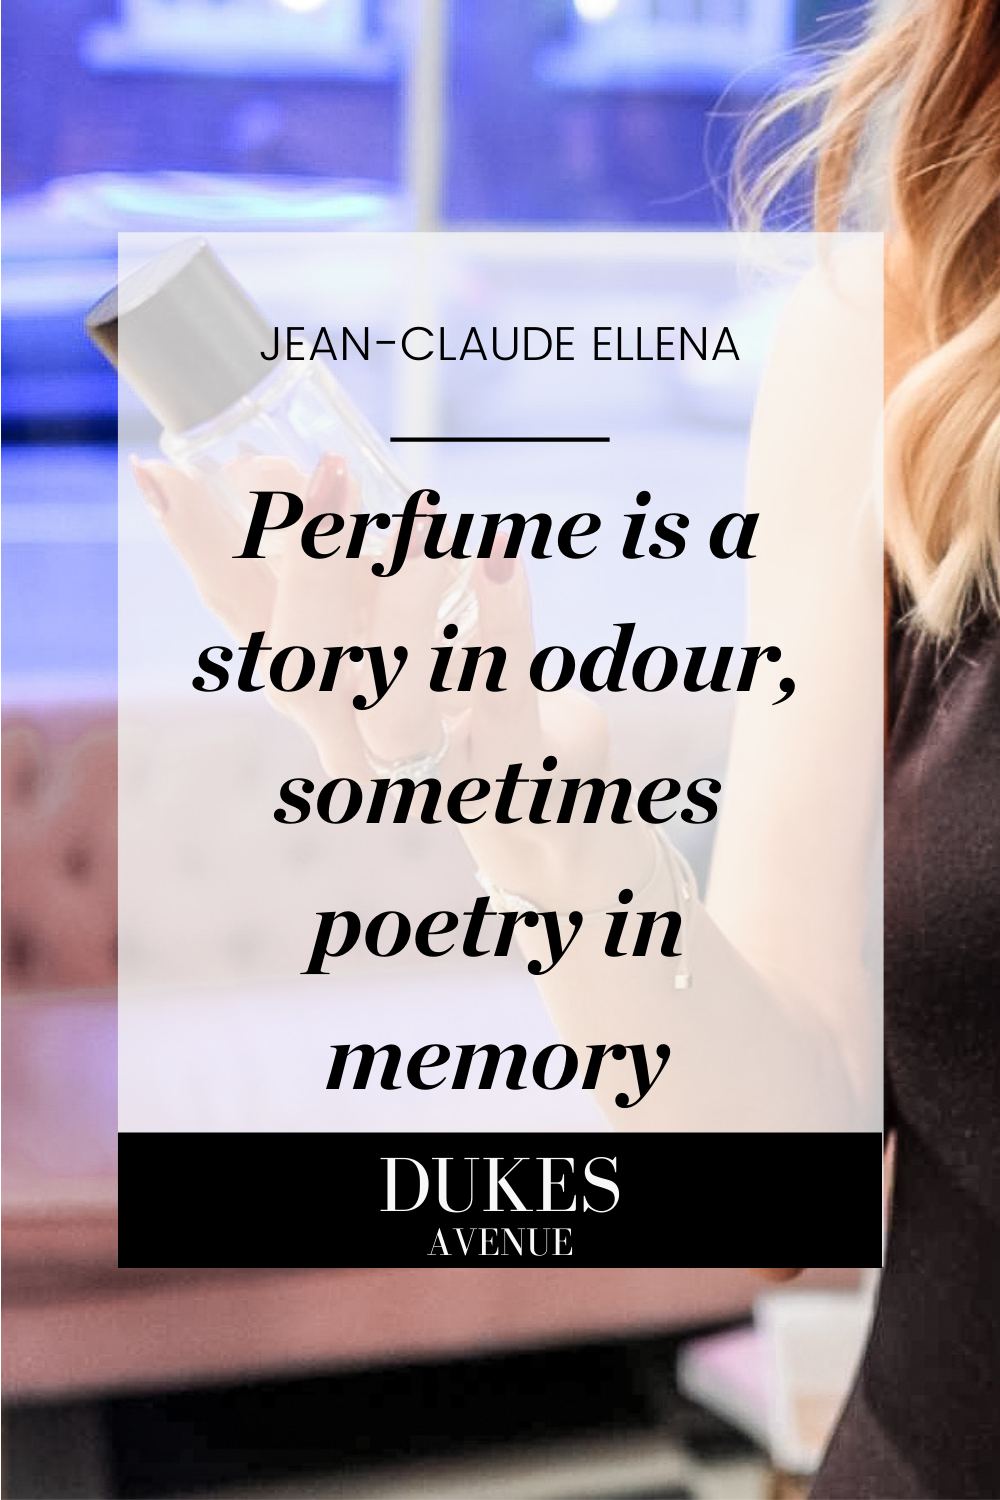 JEAN-CLAUDE ELLENA
Perfume is a
story in odour,
sometimes
poetry in
memory
DUKES
AVENUE